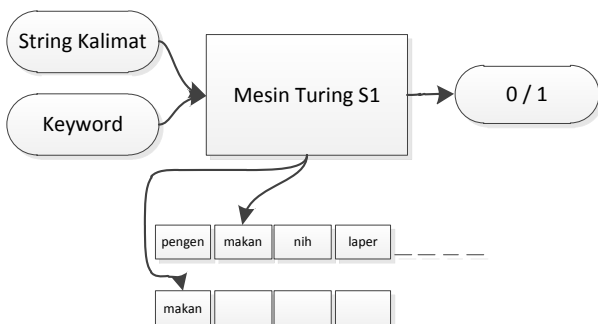 String Kalimat
Keyword
Mesin Turing S1
0 / 1
pengen makan nih laper
makan